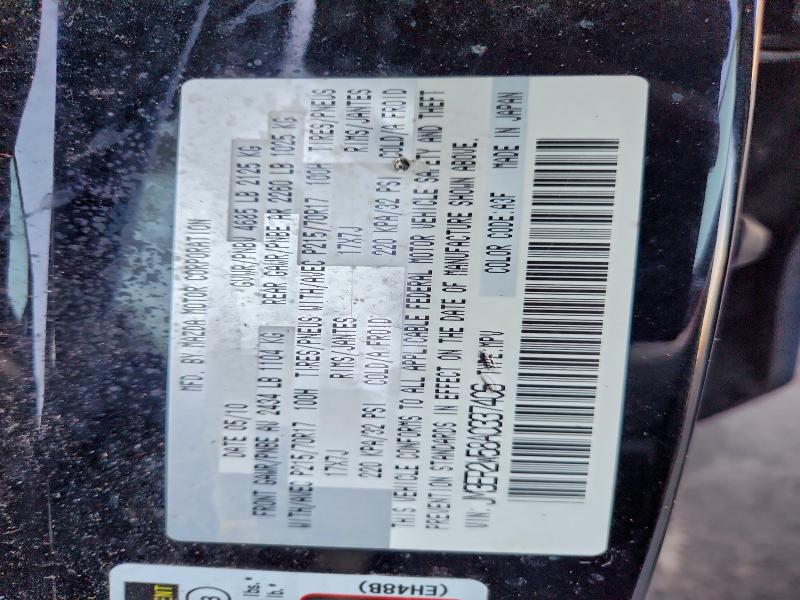 MFD. BY MAZDA MOTOR CORPORATION
DATE 05/10 GVWR/PNBV 4685 LB 2125 KG
FRONT GAWR/PNBE AV 2434 LB 1104 KG REAR GAWR/PNBE AR 2260 LB 1025 KG
WITH/AVEC P215/70R17 100H TIRES/PNEUS WITH/AVEC P215/70R17 100H TIRES/PNEUS
17X7J RIMS/JANTES 17X7J RIMS/JANTES
220 KPA/32 PSI COLD/A FROID 220 KPA/32 PSI COLD/A FROID
THIS VEHICLE CONFORMS TO ALL APPLICABLE FEDERAL MOTOR VEHICLE SAFETY AND THEFT
PREVENTION STANDARDS IN EFFECT ON THE DATE OF MANUFACTURE SHOWN ABOVE.
VIN: TYPE:MPV COLOR CODE:A3F MADE IN JAPAN
(EH48B)
lbs.*
lb.*